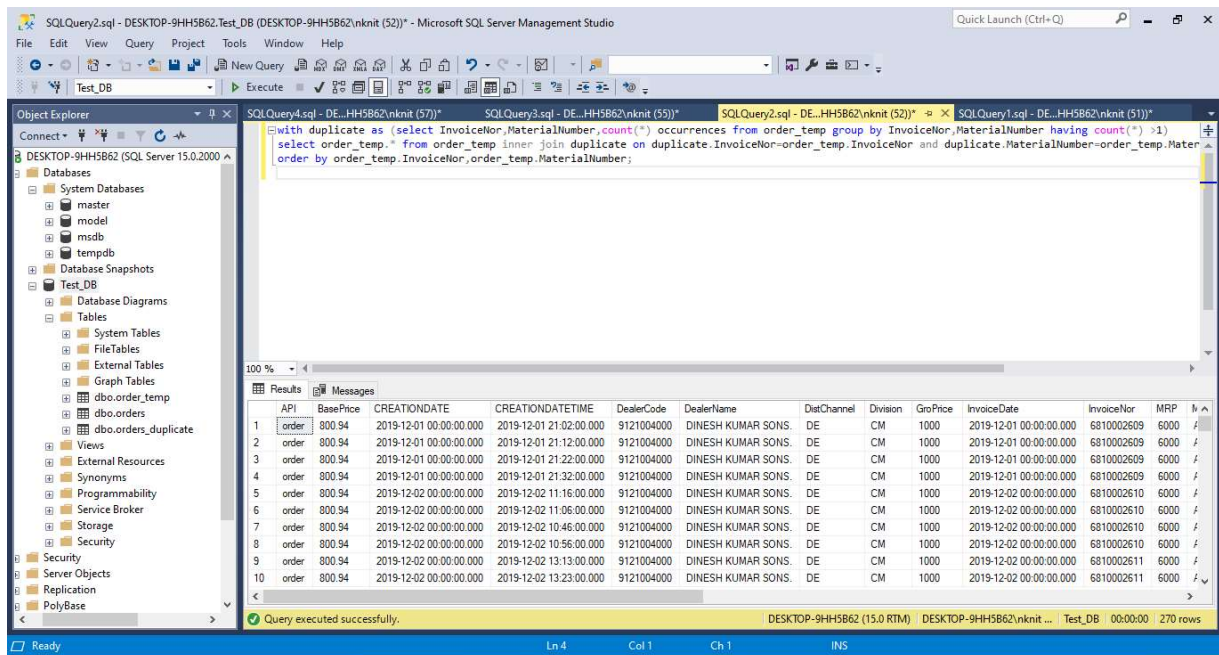 SQLQuery2.sql - DESKTOP-9HH5B62.Test_DB (DESKTOP-9HH5B62\nknit (52))* - Microsoft SQL Server Management Studio
Quick Launch (Ctrl+Q)
File Edit View Query Project Tools Window Help
New Query
Test_DB
Execute
Object Explorer
Connect
DESKTOP-9HH5B62 (SQL Server 15.0.2000
Databases
System Databases
master
model
msdb
tempdb
Database Snapshots
Test_DB
Database Diagrams
Tables
System Tables
FileTables
External Tables
Graph Tables
dbo.order_temp
dbo.orders
dbo.orders_duplicate
Views
External Resources
Synonyms
Programmability
Service Broker
Storage
Security
Security
Server Objects
Replication
PolyBase
SQLQuery4.sql - DE...HH5B62\nknit (57))* SQLQuery3.sql - DE...HH5B62\nknit (55))* SQLQuery2.sql - DE...HH5B62\nknit (52))* SQLQuery1.sql - DE...HH5B62\nknit (51))*
with duplicate as (select InvoiceNor,MaterialNumber,count(*) occurrences from order_temp group by InvoiceNor,MaterialNumber having count(*) >1)
select order_temp.* from order_temp inner join duplicate on duplicate.InvoiceNor=order_temp.InvoiceNor and duplicate.MaterialNumber=order_temp.Mater
order by order_temp.InvoiceNor,order_temp.MaterialNumber;
100 %
Results Messages
API BasePrice CREATIONDATE CREATIONDATETIME DealerCode DealerName DistChannel Division GroPrice InvoiceDate InvoiceNor MRP
1 order 800.94 2019-12-01 00:00:00.000 2019-12-01 21:02:00.000 9121004000 DINESH KUMAR SONS. DE CM 1000 2019-12-01 00:00:00.000 6810002609 6000
2 order 800.94 2019-12-01 00:00:00.000 2019-12-01 21:12:00.000 9121004000 DINESH KUMAR SONS. DE CM 1000 2019-12-01 00:00:00.000 6810002609 6000
3 order 800.94 2019-12-01 00:00:00.000 2019-12-01 21:22:00.000 9121004000 DINESH KUMAR SONS. DE CM 1000 2019-12-01 00:00:00.000 6810002609 6000
4 order 800.94 2019-12-01 00:00:00.000 2019-12-01 21:32:00.000 9121004000 DINESH KUMAR SONS. DE CM 1000 2019-12-01 00:00:00.000 6810002609 6000
5 order 800.94 2019-12-02 00:00:00.000 2019-12-02 11:16:00.000 9121004000 DINESH KUMAR SONS. DE CM 1000 2019-12-02 00:00:00.000 6810002610 6000
6 order 800.94 2019-12-02 00:00:00.000 2019-12-02 11:06:00.000 9121004000 DINESH KUMAR SONS. DE CM 1000 2019-12-02 00:00:00.000 6810002610 6000
7 order 800.94 2019-12-02 00:00:00.000 2019-12-02 10:46:00.000 9121004000 DINESH KUMAR SONS. DE CM 1000 2019-12-02 00:00:00.000 6810002610 6000
8 order 800.94 2019-12-02 00:00:00.000 2019-12-02 10:56:00.000 9121004000 DINESH KUMAR SONS. DE CM 1000 2019-12-02 00:00:00.000 6810002610 6000
9 order 800.94 2019-12-02 00:00:00.000 2019-12-02 13:13:00.000 9121004000 DINESH KUMAR SONS. DE CM 1000 2019-12-02 00:00:00.000 6810002611 6000
10 order 800.94 2019-12-02 00:00:00.000 2019-12-02 13:23:00.000 9121004000 DINESH KUMAR SONS. DE CM 1000 2019-12-02 00:00:00.000 6810002611 6000
Query executed successfully. DESKTOP-9HH5B62 (15.0 RTM) DESKTOP-9HH5B62\nknit ... Test_DB 00:00:00 270 rows
Ready Ln 4 Col 1 Ch 1 INS